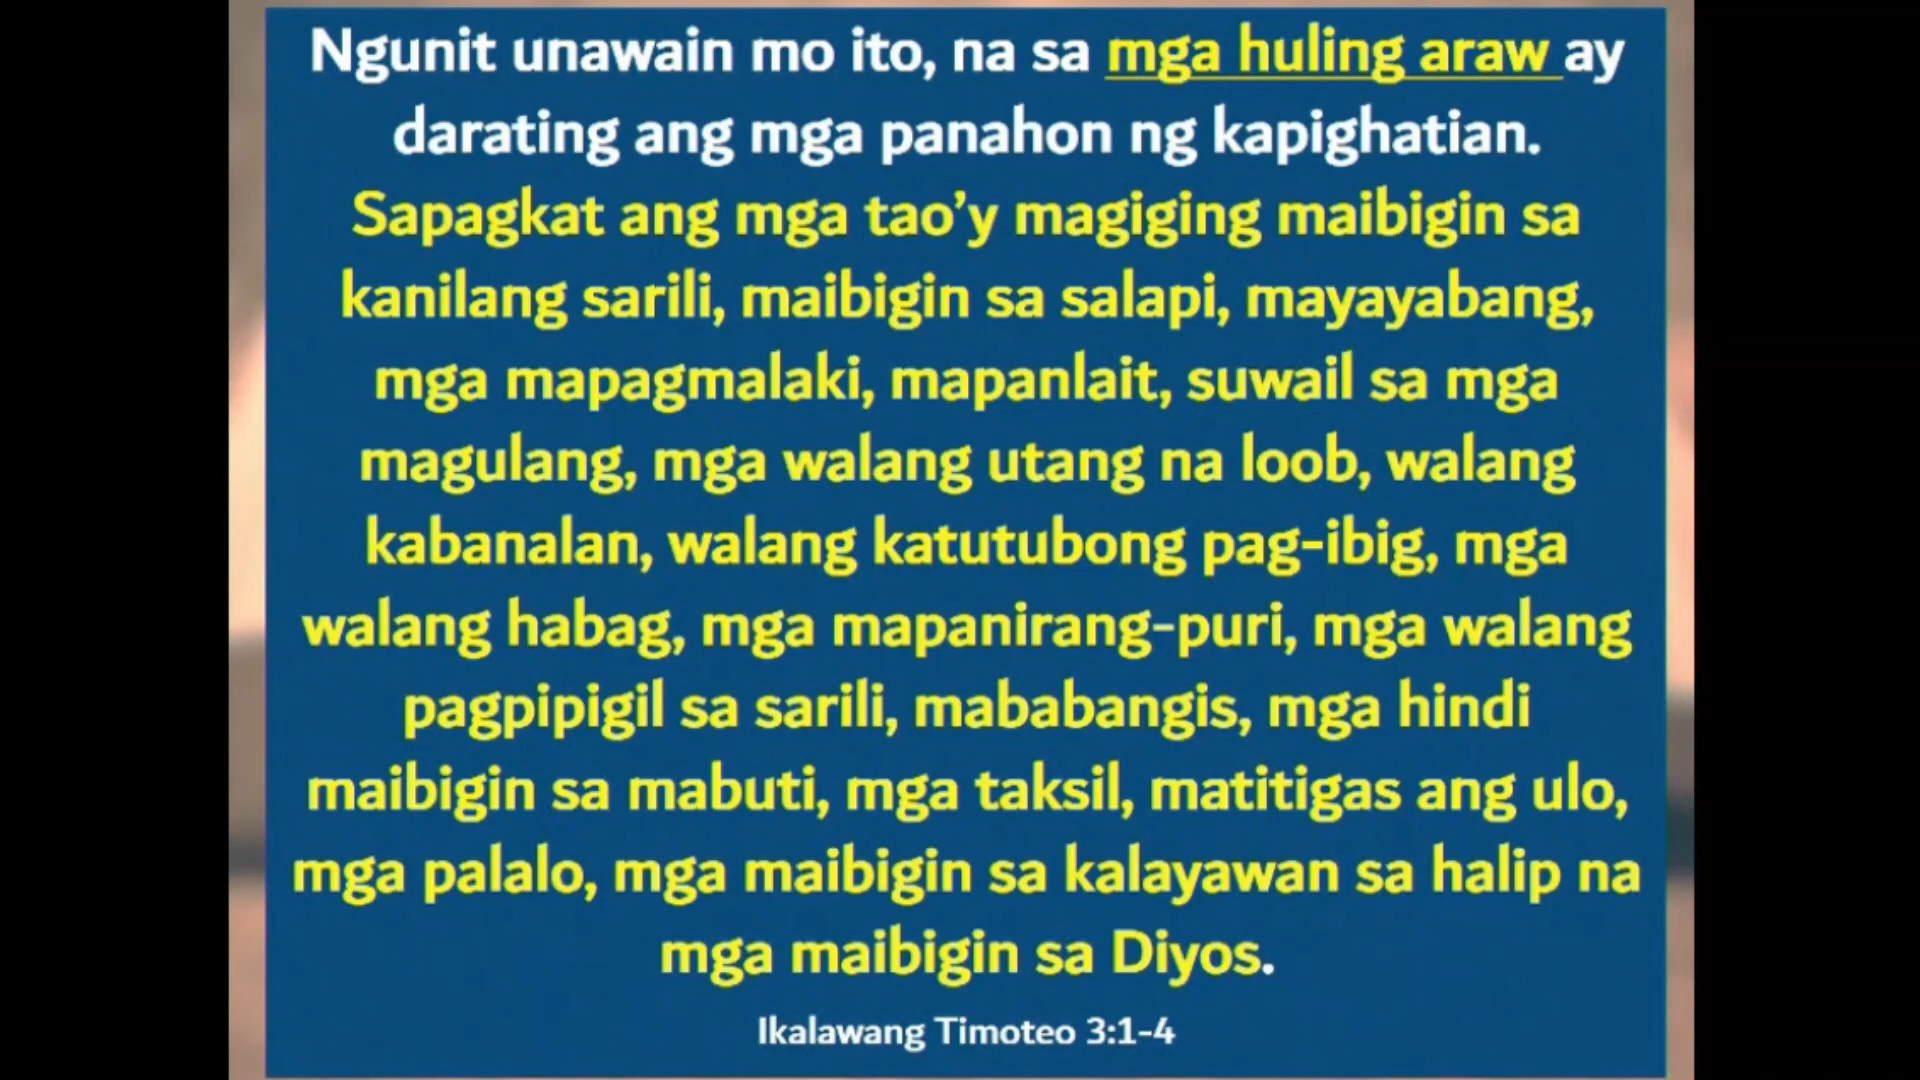 Ngunit unawain mo ito, na sa mga huling araw ay
darating ang mga panahon ng kapighatian.
Sapagkat ang mga tao’y magiging maibigin sa
kanilang sarili, maibigin sa salapi, mayayabang,
mga mapagmalaki, mapanlait, suwail sa mga
magulang, mga walang utang na loob, walang
kabanalan, walang katutubong pag-ibig, mga
walang habag, mga mapanirang-puri, mga walang
pagpipigil sa sarili, mababangis, mga hindi
maibigin sa mabuti, mga taksil, matitigas ang ulo,
mga palalo, mga maibigin sa kalayawan sa halip na
mga maibigin sa Diyos.
Ikalawang Timoteo 3:1-4